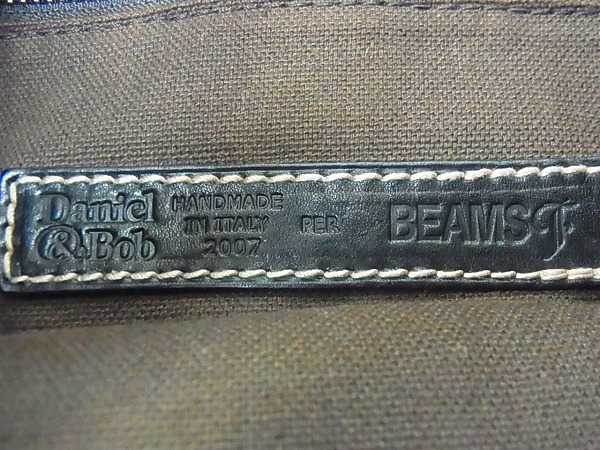 Daniel
& Bob
HANDMADE
IN ITALY
2007
PER
BEAMS F